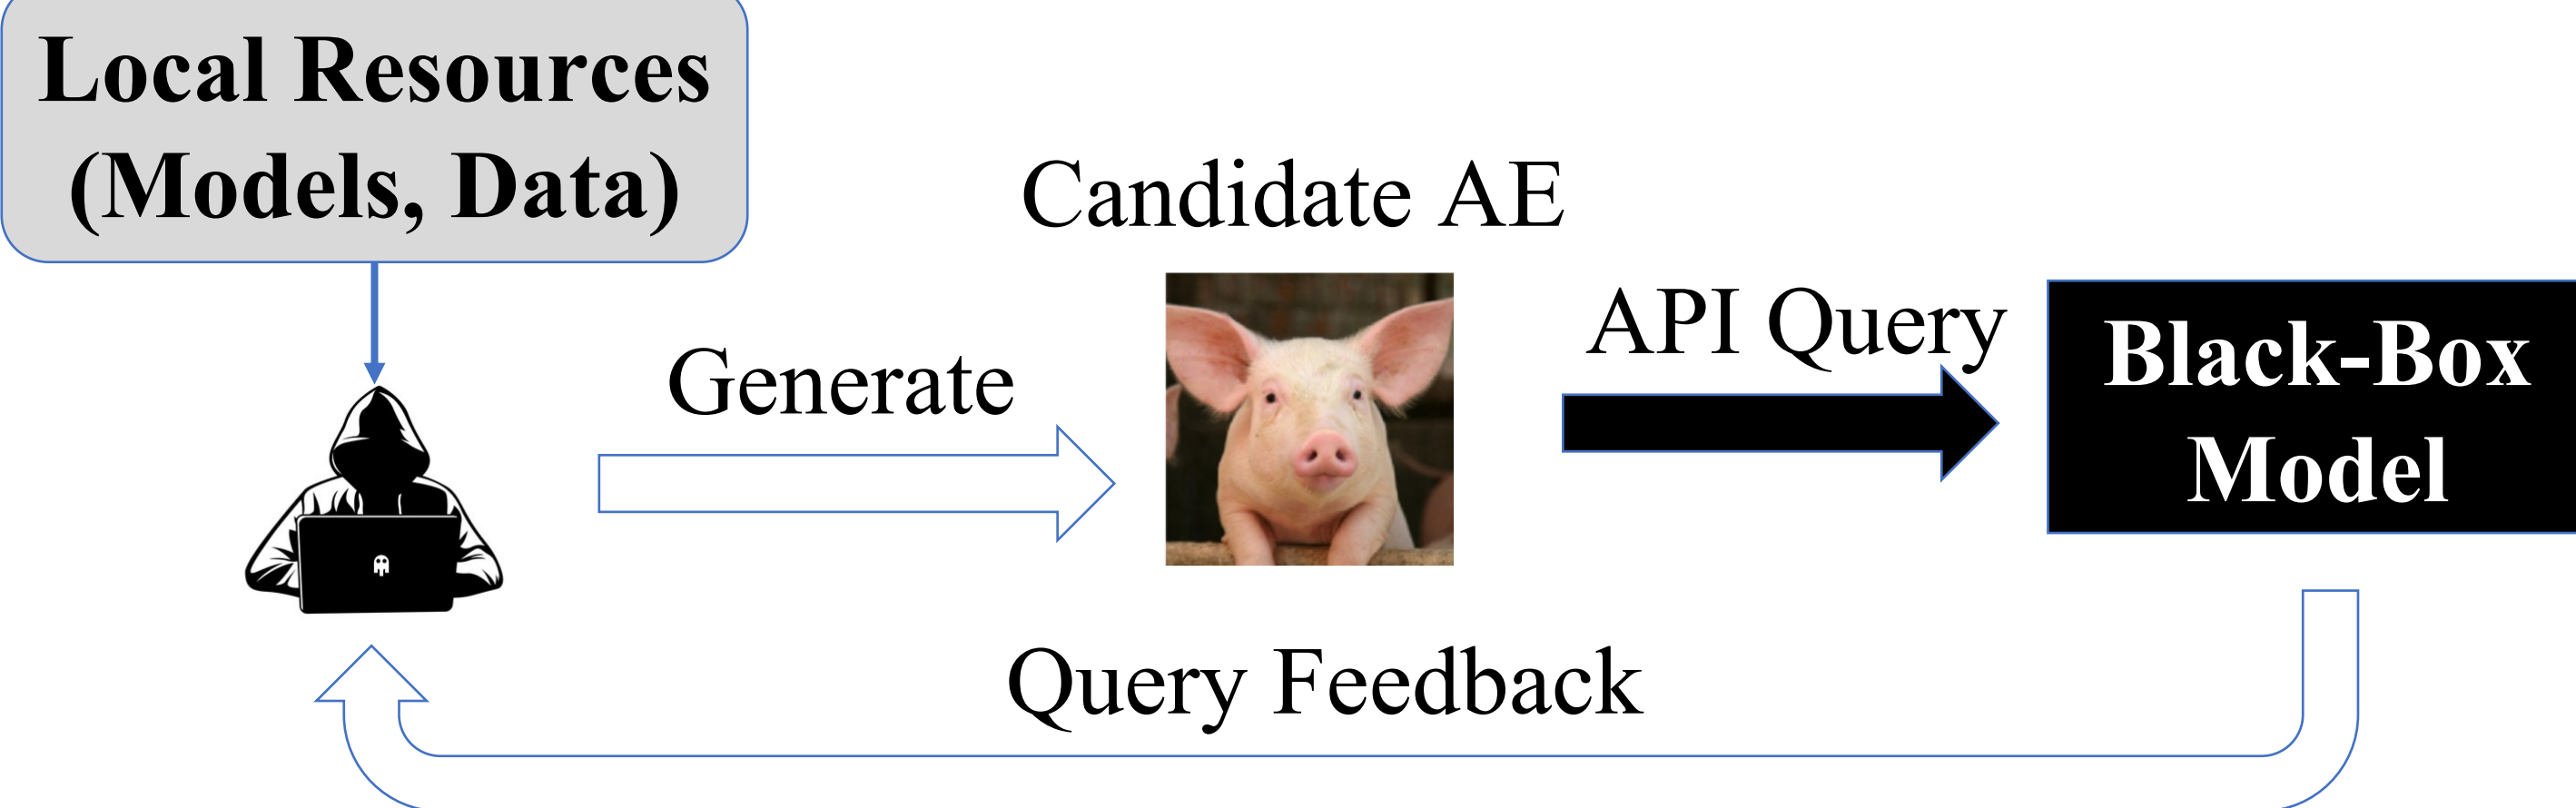 Local Resources
(Models, Data)
Candidate AE
API Query
Generate
Black-Box
Model
Query Feedback